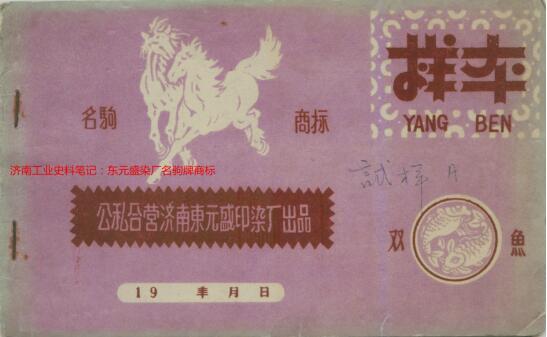 样本
YANG BEN
名駒 商标
济南工业史料笔记：东元盛染厂名驹牌商标
試样
公私合营济南東元盛印染厂出品
双魚
19 年月日